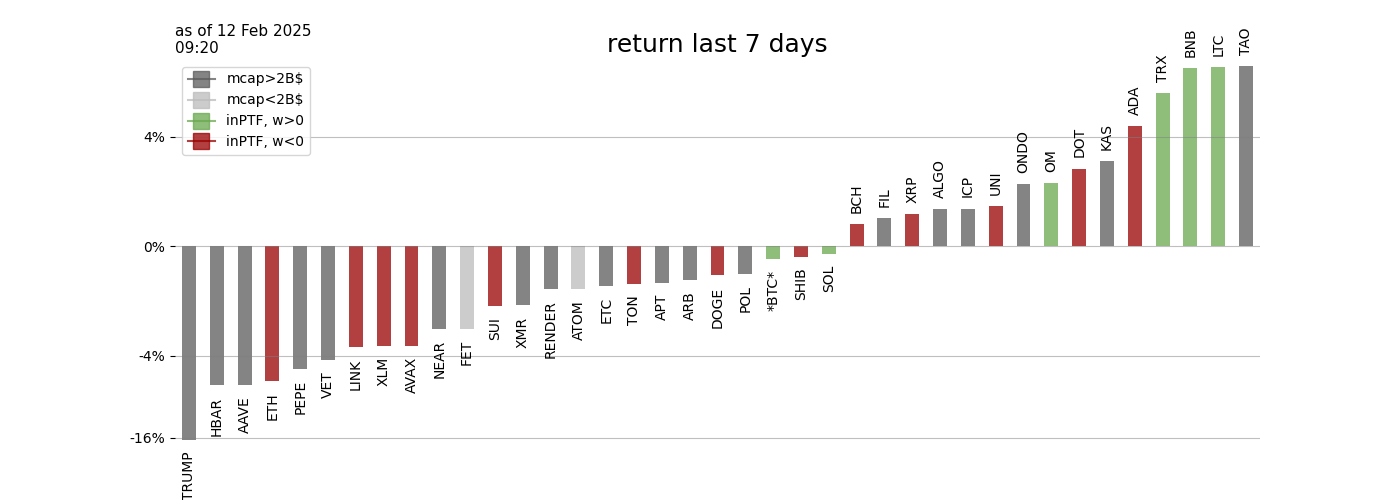 as of 12 Feb 2025
09:20
return last 7 days
mcap>2B$
mcap<2B$
inPTF, w>0
inPTF, w<0
4%
0%
-4%
-16%
TRUMP
HBAR
AAVE
ETH
PEPE
VET
LINK
XLM
AVAX
NEAR
FET
SUI
XMR
RENDER
ATOM
ETC
TON
APT
ARB
DOGE
POL
*BTC*
SHIB
SOL
BCH
FIL
XRP
ALGO
ICP
UNI
ONDO
OM
DOT
KAS
ADA
TRX
BNB
LTC
TAO